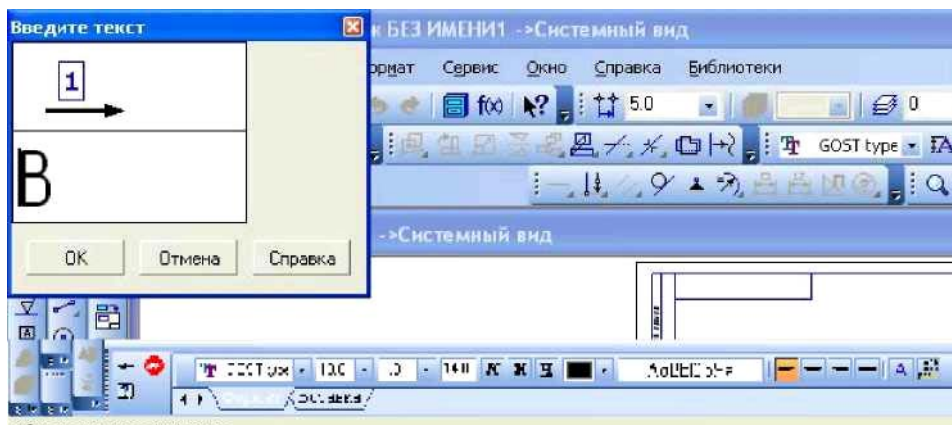 Введите текст
к БЕЗ ИМЕНИ1 ->Системный вид
1
ормат Сервис Окно Справка Библиотеки
f(x) 5.0 0
B
GOST type
->Системный вид
OK Отмена Справка